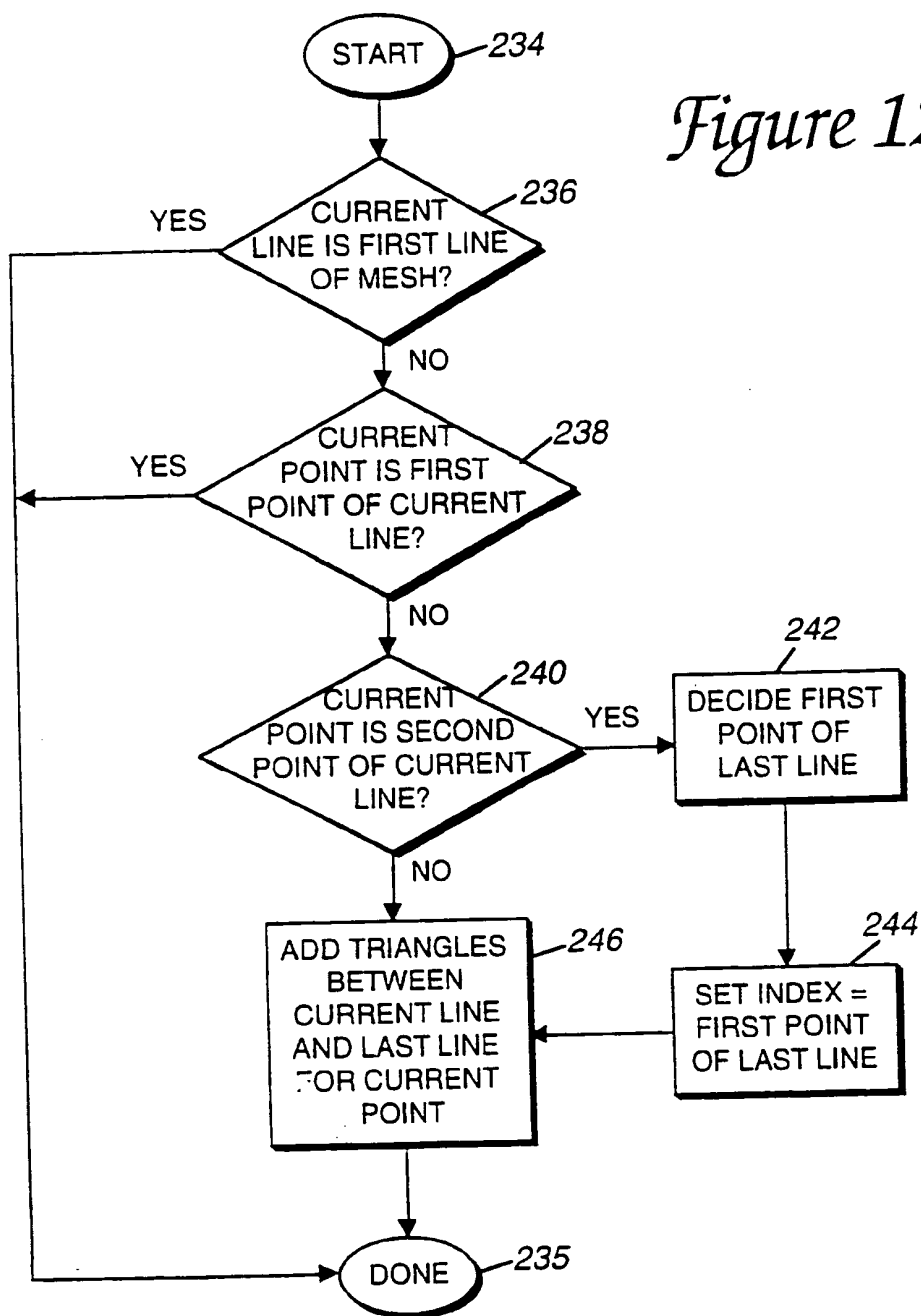 START
234
Figure 12
YES
CURRENT
LINE IS FIRST LINE
OF MESH?
236
NO
YES
CURRENT
POINT IS FIRST
POINT OF CURRENT
LINE?
238
NO
CURRENT
POINT IS SECOND
POINT OF CURRENT
LINE?
240
YES
242
DECIDE FIRST
POINT OF
LAST LINE
NO
ADD TRIANGLES
BETWEEN
CURRENT LINE
AND LAST LINE
FOR CURRENT
POINT
246
244
SET INDEX =
FIRST POINT
OF LAST LINE
DONE
235